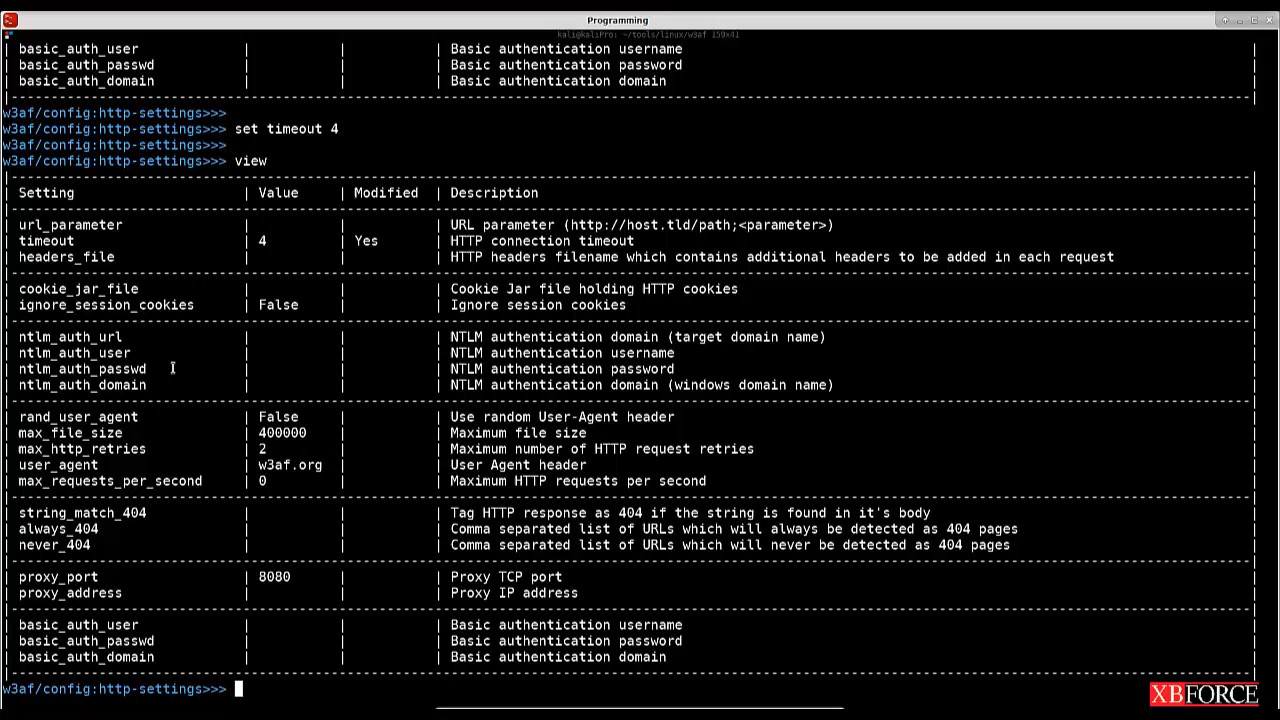 Programming
kali@kaliPro: ~/tools/linux/w3af 159x41
| basic_auth_user | | | Basic authentication username |
| basic_auth_passwd | | | Basic authentication password |
| basic_auth_domain | | | Basic authentication domain |
w3af/config:http-settings>>>
w3af/config:http-settings>>> set timeout 4
w3af/config:http-settings>>>
w3af/config:http-settings>>> view
| Setting | Value | Modified | Description |
| url_parameter | | | URL parameter (http://host.tld/path;<parameter>) |
| timeout | 4 | Yes | HTTP connection timeout |
| headers_file | | | HTTP headers filename which contains additional headers to be added in each request |
| cookie_jar_file | | | Cookie Jar file holding HTTP cookies |
| ignore_session_cookies | False | | Ignore session cookies |
| ntlm_auth_url | | | NTLM authentication domain (target domain name) |
| ntlm_auth_user | | | NTLM authentication username |
| ntlm_auth_passwd | | | NTLM authentication password |
| ntlm_auth_domain | | | NTLM authentication domain (windows domain name) |
| rand_user_agent | False | | Use random User-Agent header |
| max_file_size | 400000 | | Maximum file size |
| max_http_retries | 2 | | Maximum number of HTTP request retries |
| user_agent | w3af.org | | User Agent header |
| max_requests_per_second | 0 | | Maximum HTTP requests per second |
| string_match_404 | | | Tag HTTP response as 404 if the string is found in it's body |
| always_404 | | | Comma separated list of URLs which will always be detected as 404 pages |
| never_404 | | | Comma separated list of URLs which will never be detected as 404 pages |
| proxy_port | 8080 | | Proxy TCP port |
| proxy_address | | | Proxy IP address |
| basic_auth_user | | | Basic authentication username |
| basic_auth_passwd | | | Basic authentication password |
| basic_auth_domain | | | Basic authentication domain |
w3af/config:http-settings>>>
XBFORCE